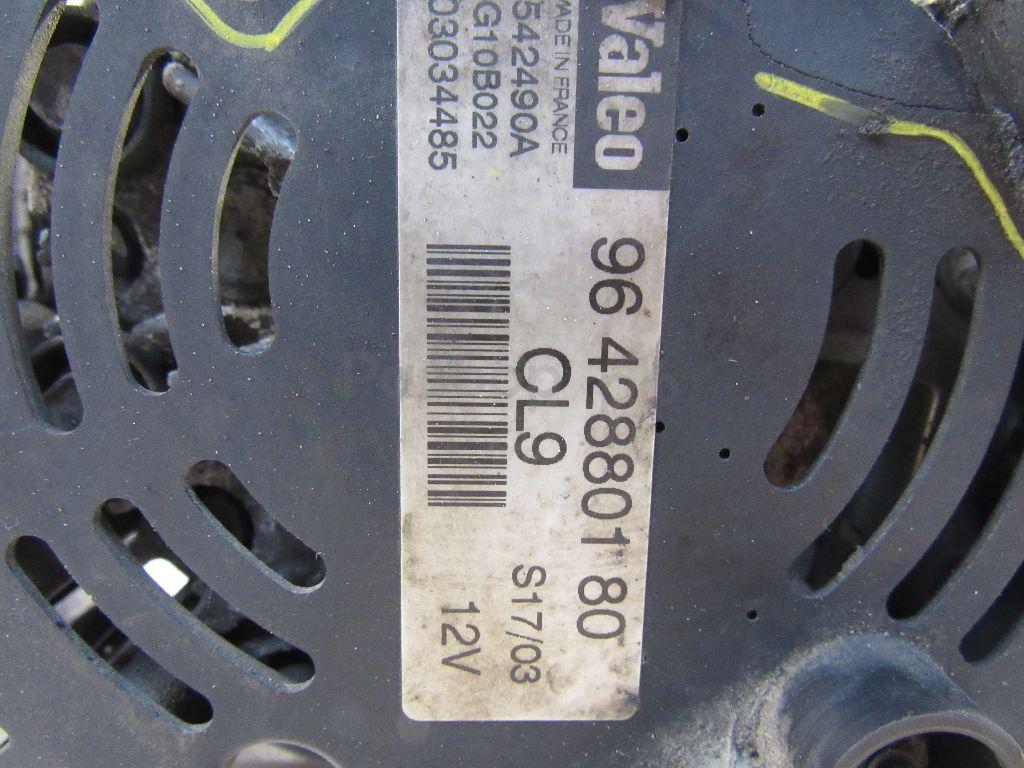 Valeo
MADE IN FRANCE
542490A
G10B022
03034485
96 428801 80
CL9
S17/03
12V